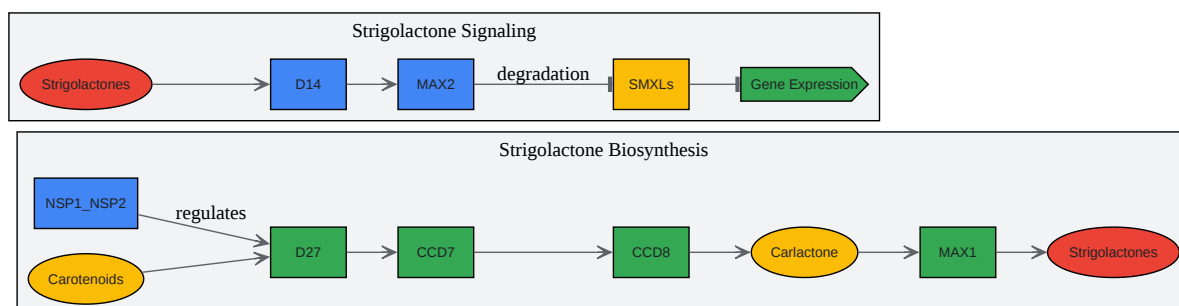 Strigolactone Signaling
Strigolactones
D14
MAX2
degradation
SMXLs
Gene Expression
Strigolactone Biosynthesis
NSP1_NSP2
regulates
Carotenoids
D27
CCD7
CCD8
Carlactone
MAX1
Strigolactones